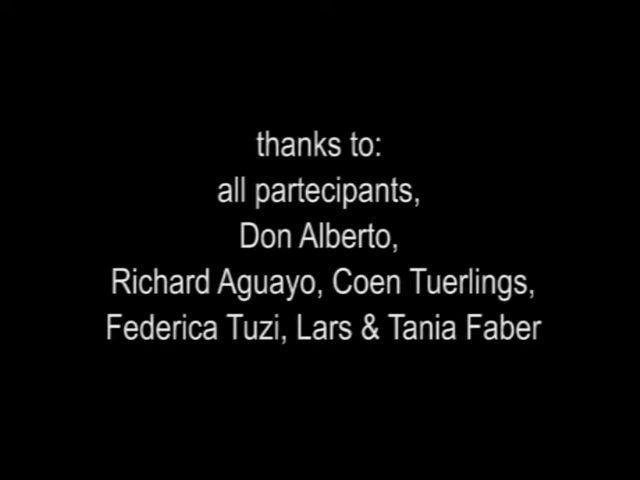 thanks to:
all partecipants,
Don Alberto,
Richard Aguayo, Coen Tuerlings,
Federica Tuzi, Lars & Tania Faber